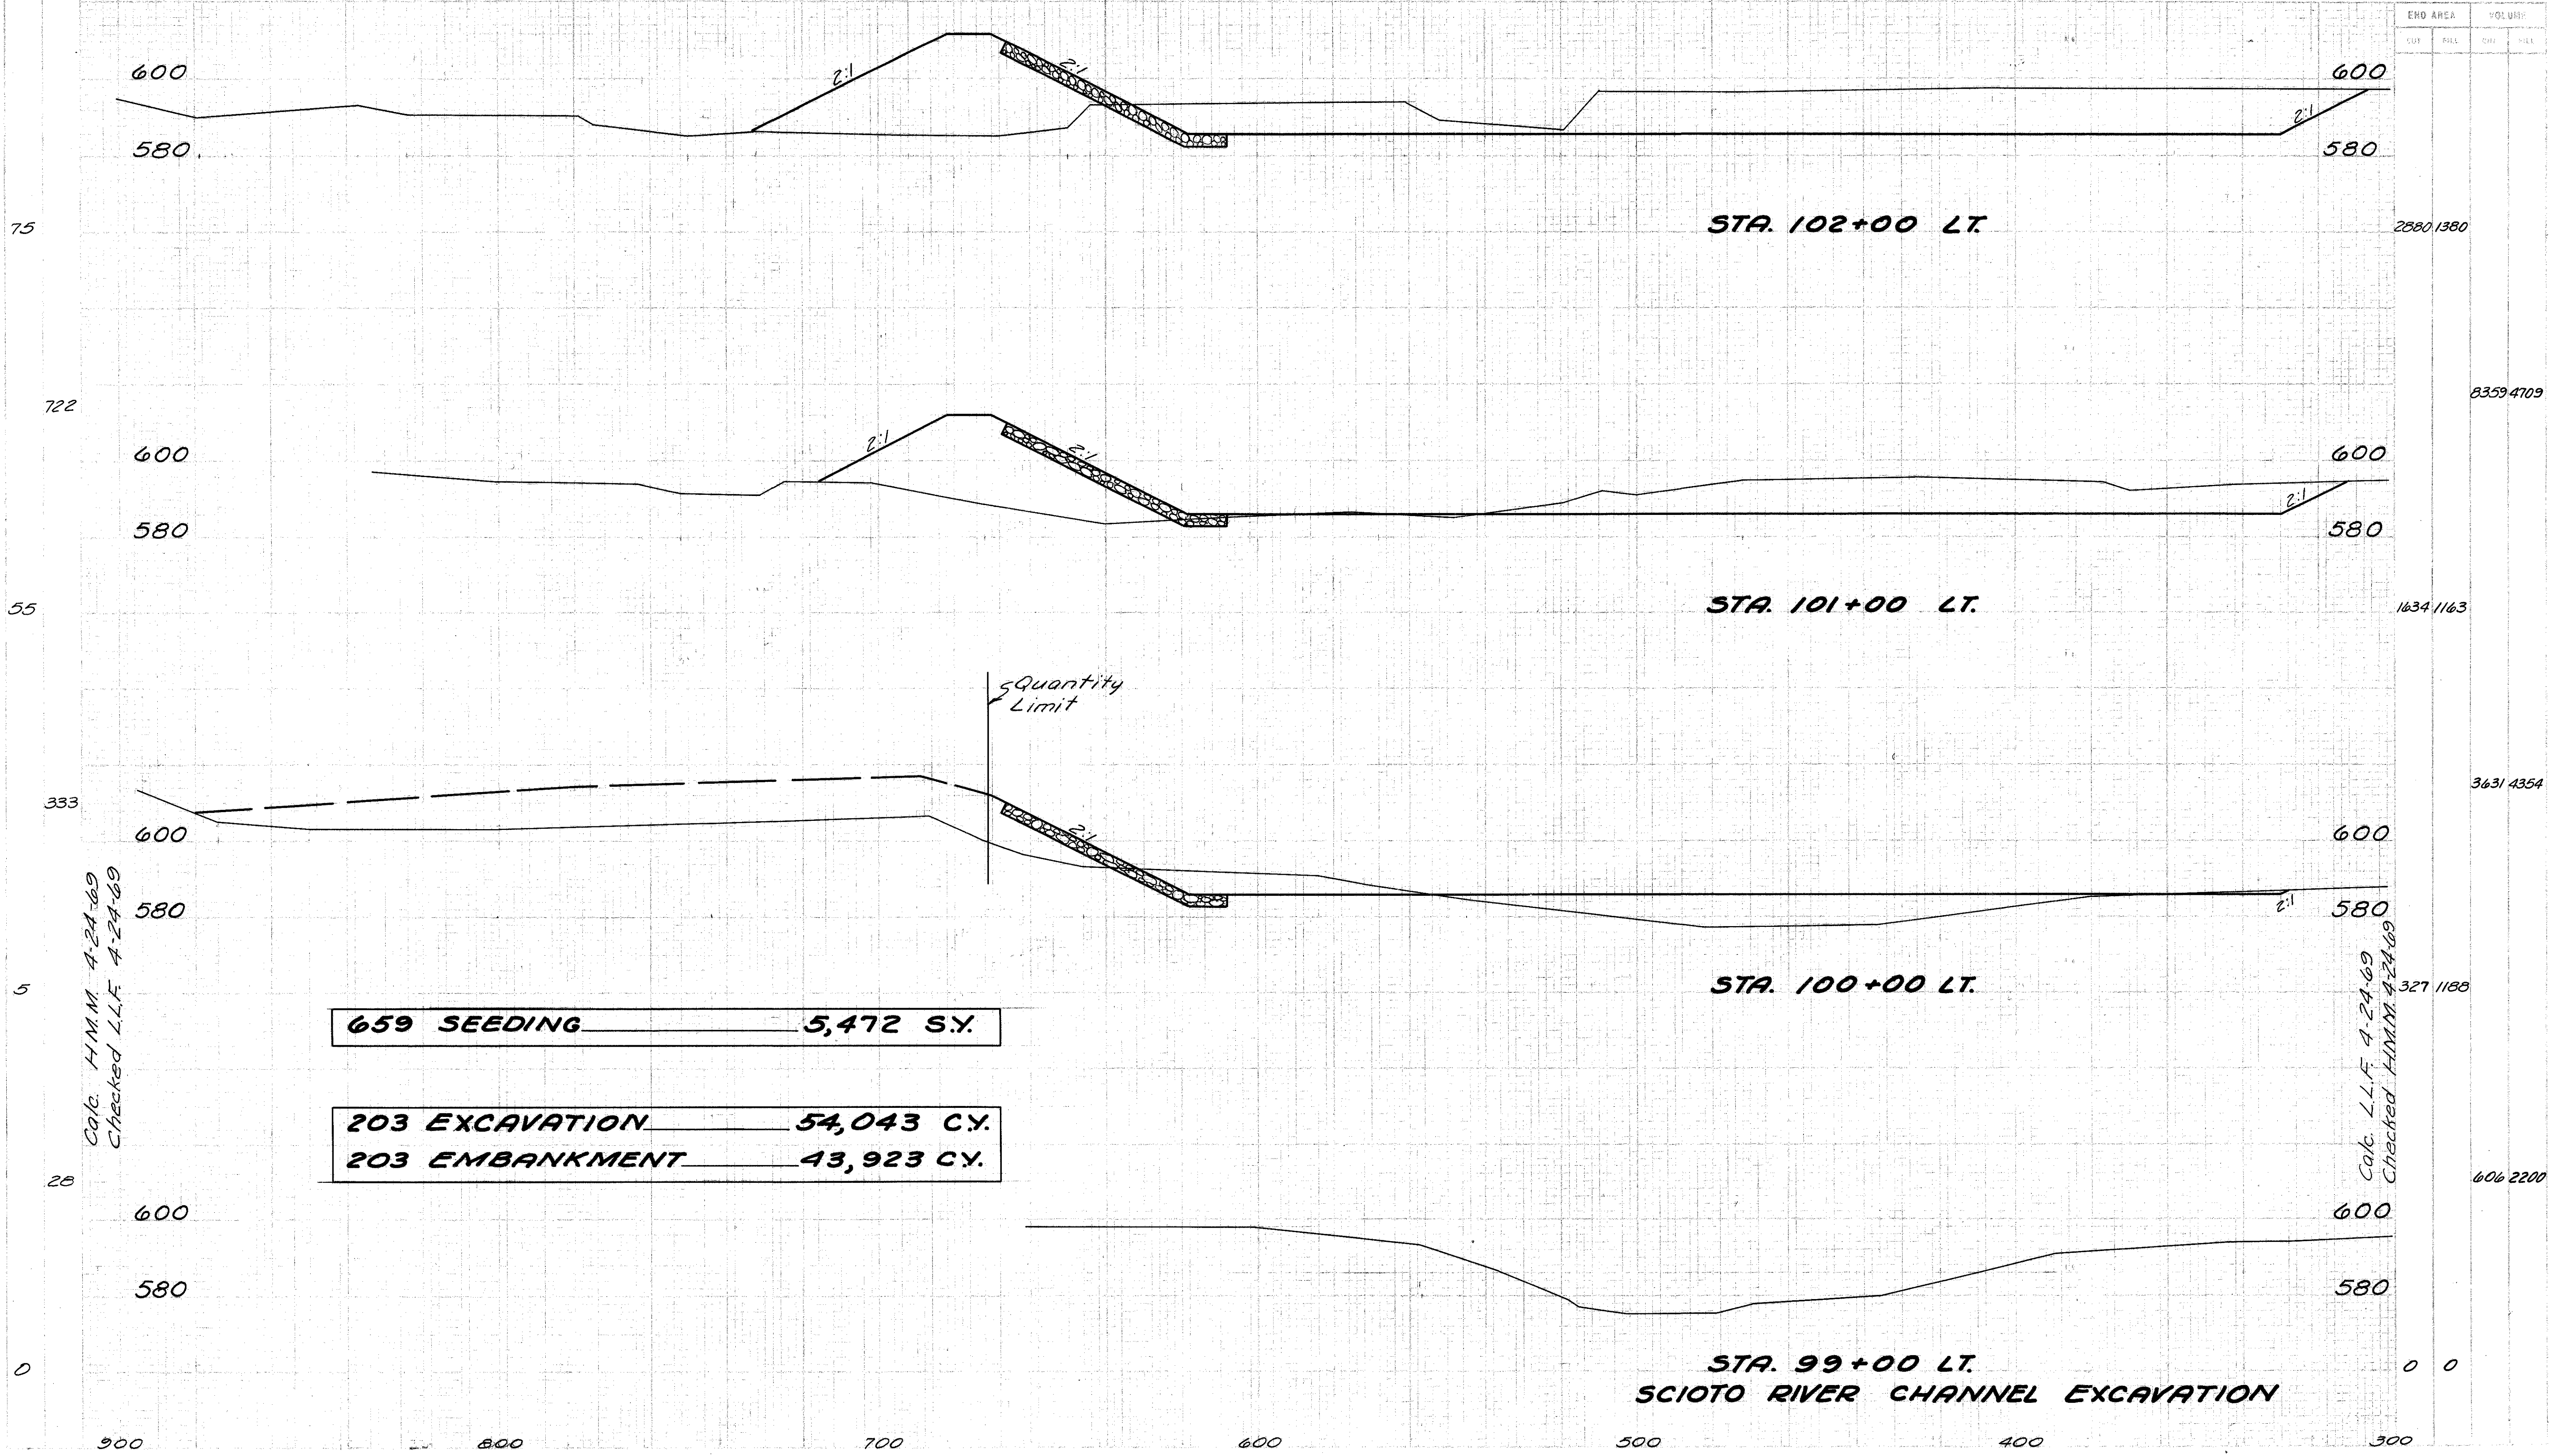 END AREA VOLUME
CUT FILL CUT FILL
600 600
2:1 2:1 2:1
580 580
75 STA. 102+00 LT. 2880 1380
722 8359 4709
600 600
2:1 2:1 2:1
580 580
55 STA. 101+00 LT. 1634 1163
Quantity
Limit
333 3631 4354
600 600
2:1 2:1
580 580
5 STA. 100+00 LT. 327 1188
Calc. H.M.M. 4-24-69
Checked L.L.F. 4-24-69
659 SEEDING 5,472 S.Y.
203 EXCAVATION 54,043 C.Y.
203 EMBANKMENT 43,923 C.Y.
Calc. L.L.F. 4-24-69
Checked H.M.M. 4-24-69
28 606 2200
600 600
580 580
0 STA. 99+00 LT. 0 0
SCIOTO RIVER CHANNEL EXCAVATION
900 800 700 600 500 400 300